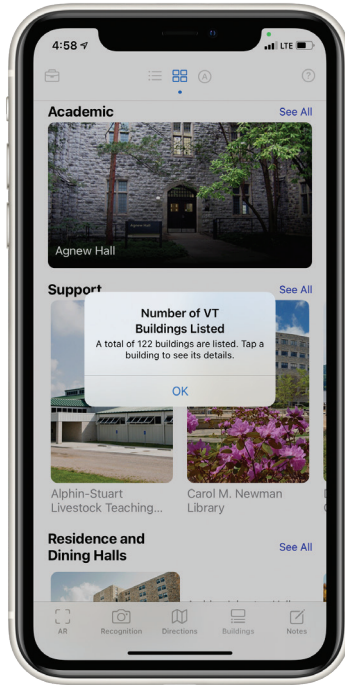 4:58
LTE
Academic
See All
Agnew Hall
Support
See All
Number of VT
Buildings Listed
A total of 122 buildings are listed. Tap a
building to see its details.
OK
Alphin-Stuart
Livestock Teaching...
Carol M. Newman
Library
Residence and
Dining Halls
See All
AR
Recognition
Directions
Buildings
Notes